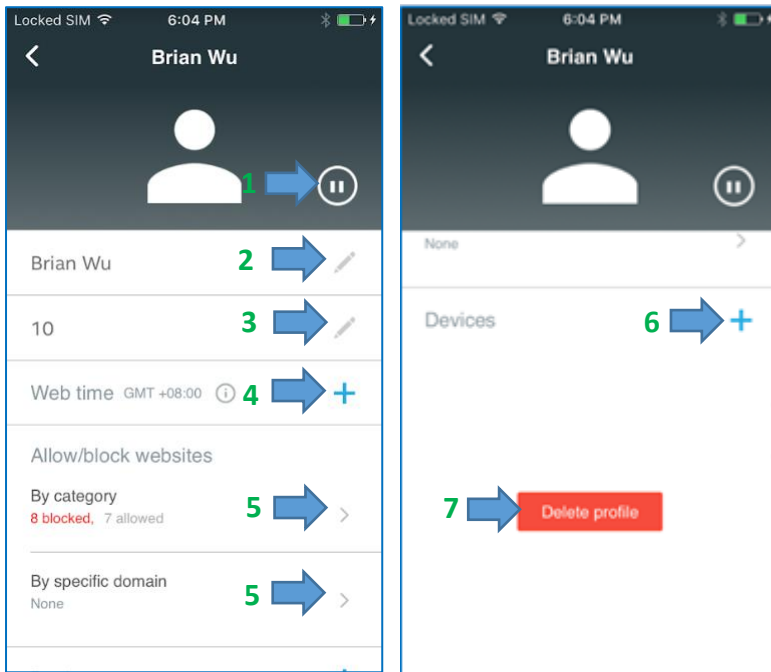 Locked SIM 6:04 PM
Brian Wu
1
Brian Wu 2
10 3
Web time GMT +08:00 4
Allow/block websites
By category
8 blocked, 7 allowed 5
By specific domain
None 5
Locked SIM 6:04 PM
Brian Wu
None
Devices 6
7 Delete profile